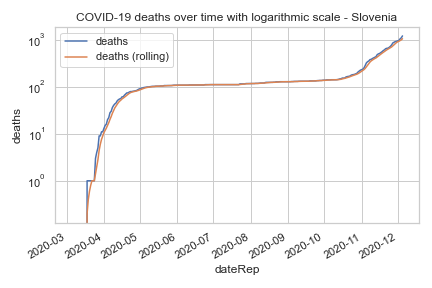 COVID-19 deaths over time with logarithmic scale - Slovenia
deaths
deaths (rolling)
10³
10²
10¹
10⁰
deaths
2020-03
2020-04
2020-05
2020-06
2020-07
2020-08
2020-09
2020-10
2020-11
2020-12
dateRep